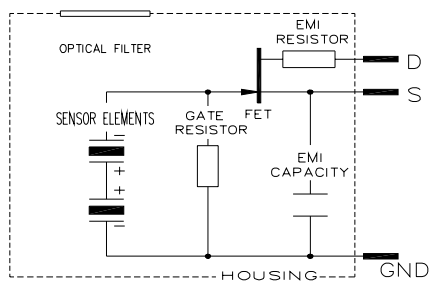 EMI
RESISTOR
OPTICAL FILTER
D
S
SENSOR ELEMENTS
GATE
RESISTOR
FET
EMI
CAPACITY
GND
HOUSING